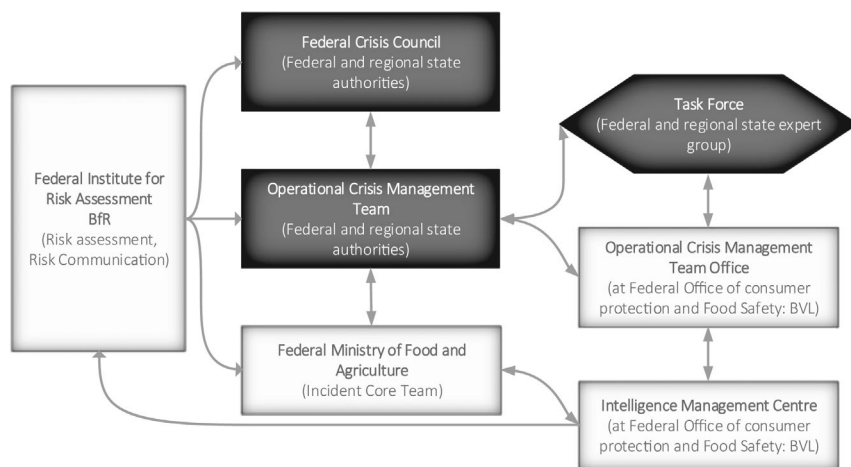 Federal Crisis Council
(Federal and regional state
authorities)
Task Force
(Federal and regional state expert
group)
Federal Institute for
Risk Assessment
BfR
(Risk assessment,
Risk Communication)
Operational Crisis Management
Team
(Federal and regional state
authorities)
Operational Crisis Management
Team Office
(at Federal Office of consumer
protection and Food Safety: BVL)
Federal Ministry of Food and
Agriculture
(Incident Core Team)
Intelligence Management Centre
(at Federal Office of consumer
protection and Food Safety: BVL)